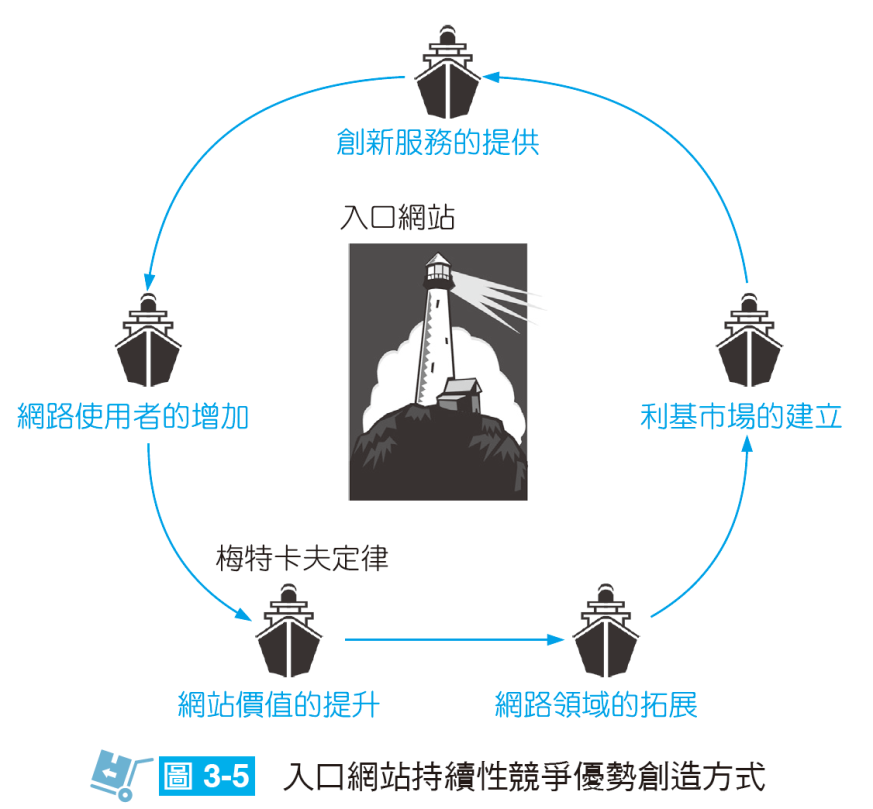 創新服務的提供
入口網站
網路使用者的增加
利基市場的建立
梅特卡夫定律
網站價值的提升
網路領域的拓展
圖 3-5 入口網站持續性競爭優勢創造方式